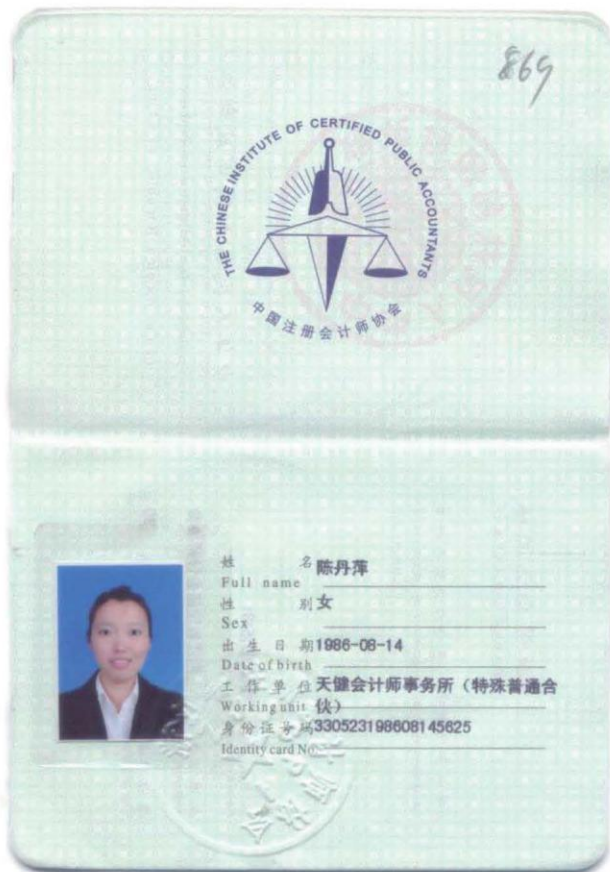 869
THE CHINESE INSTITUTE OF CERTIFIED PUBLIC ACCOUNTANTS
中国注册会计师协会
姓 名 陈丹萍
Full name
性 别 女
Sex
出生日期 1986-08-14
Date of birth
工作单位 天健会计师事务所（特殊普通合
Working unit 伙）
身份证号码 330523198608145625
Identity card No.